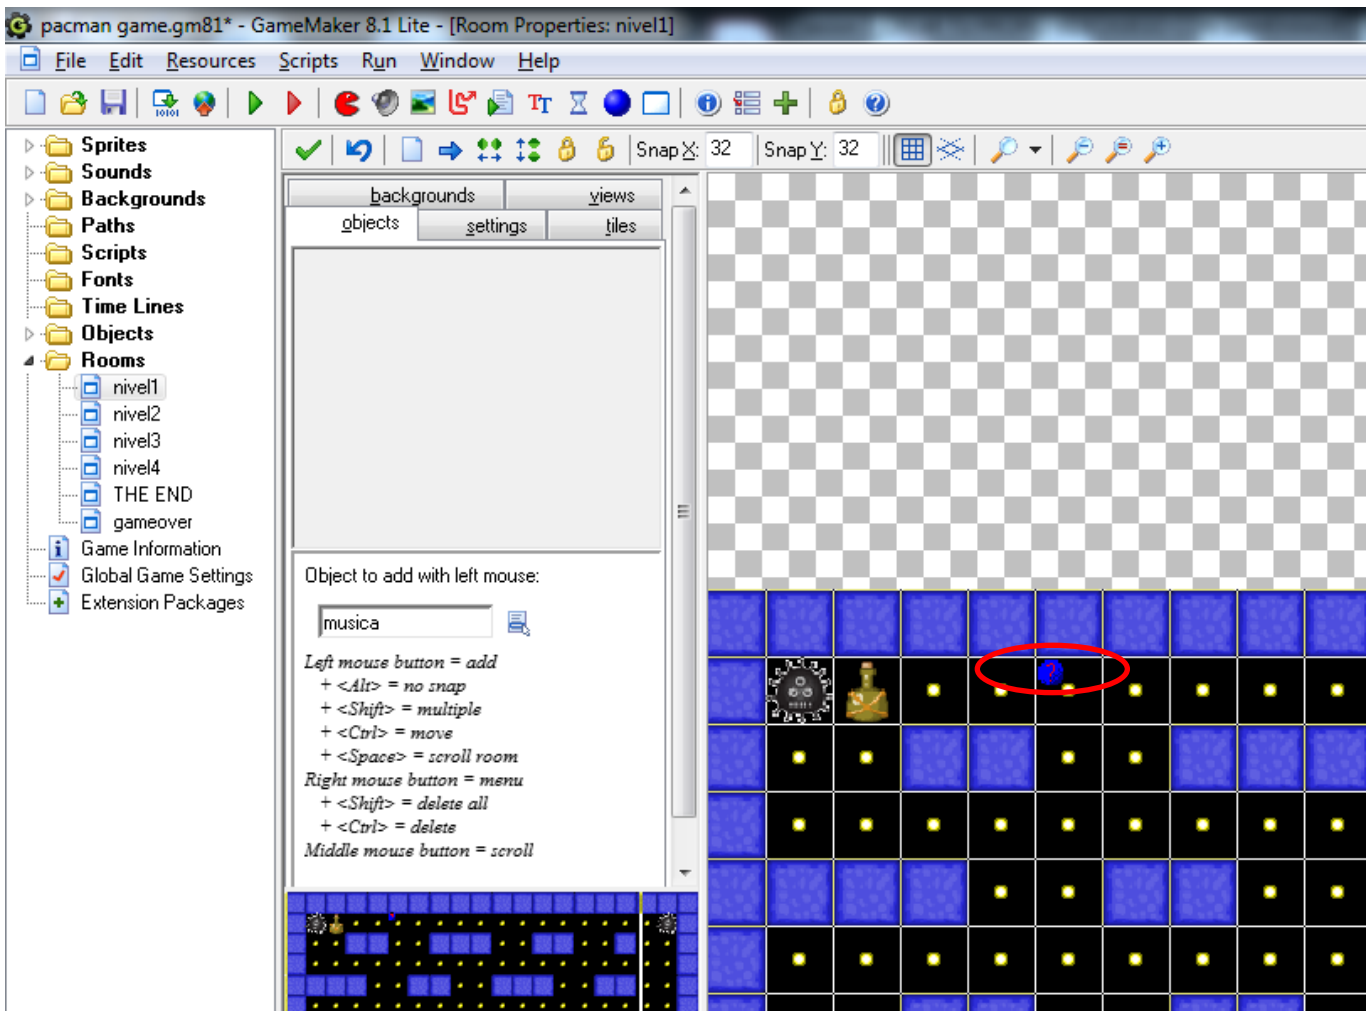 pacman game.gm81* - GameMaker 8.1 Lite - [Room Properties: nivel1]
File Edit Resources Scripts Run Window Help
Snap X: 32 Snap Y: 32
Sprites
Sounds
Backgrounds
Paths
Scripts
Fonts
Time Lines
Objects
Rooms
nivel1
nivel2
nivel3
nivel4
THE END
gameover
Game Information
Global Game Settings
Extension Packages
backgrounds views
objects settings tiles
Object to add with left mouse:
musica
Left mouse button = add
+ <Alt> = no snap
+ <Shift> = multiple
+ <Ctrl> = move
+ <Space> = scroll room
Right mouse button = menu
+ <Shift> = delete all
+ <Ctrl> = delete
Middle mouse button = scroll
?